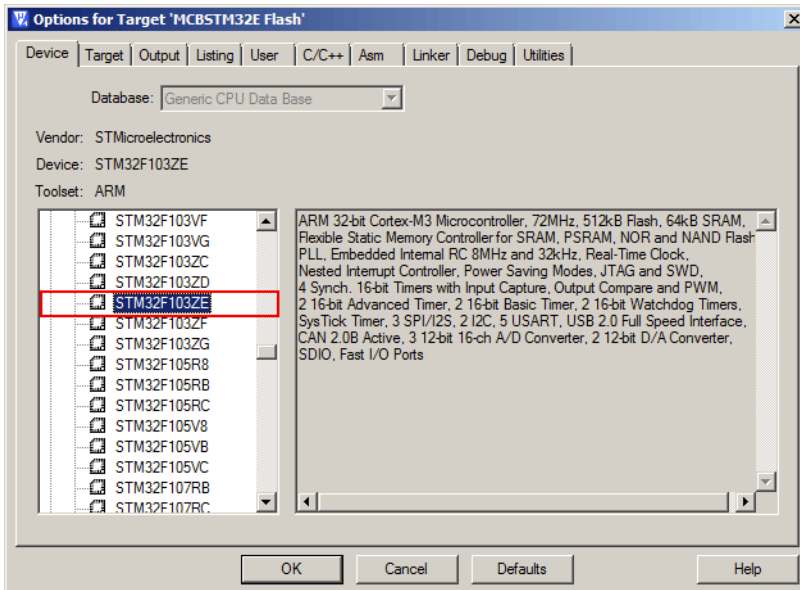 Options for Target 'MCBSTM32E Flash'
Device Target Output Listing User C/C++ Asm Linker Debug Utilities
Database: Generic CPU Data Base
Vendor: STMicroelectronics
Device: STM32F103ZE
Toolset: ARM
STM32F103VF
STM32F103VG
STM32F103ZC
STM32F103ZD
STM32F103ZE
STM32F103ZF
STM32F103ZG
STM32F105R8
STM32F105RB
STM32F105RC
STM32F105V8
STM32F105VB
STM32F105VC
STM32F107RB
STM32F107RC
ARM 32-bit Cortex-M3 Microcontroller, 72MHz, 512kB Flash, 64kB SRAM,
Flexible Static Memory Controller for SRAM, PSRAM, NOR and NAND Flash
PLL, Embedded Internal RC 8MHz and 32kHz, Real-Time Clock,
Nested Interrupt Controller, Power Saving Modes, JTAG and SWD,
4 Synch. 16-bit Timers with Input Capture, Output Compare and PWM,
2 16-bit Advanced Timer, 2 16-bit Basic Timer, 2 16-bit Watchdog Timers,
SysTick Timer, 3 SPI/I2S, 2 I2C, 5 USART, USB 2.0 Full Speed Interface,
CAN 2.0B Active, 3 12-bit 16-ch A/D Converter, 2 12-bit D/A Converter,
SDIO, Fast I/O Ports
OK Cancel Defaults Help